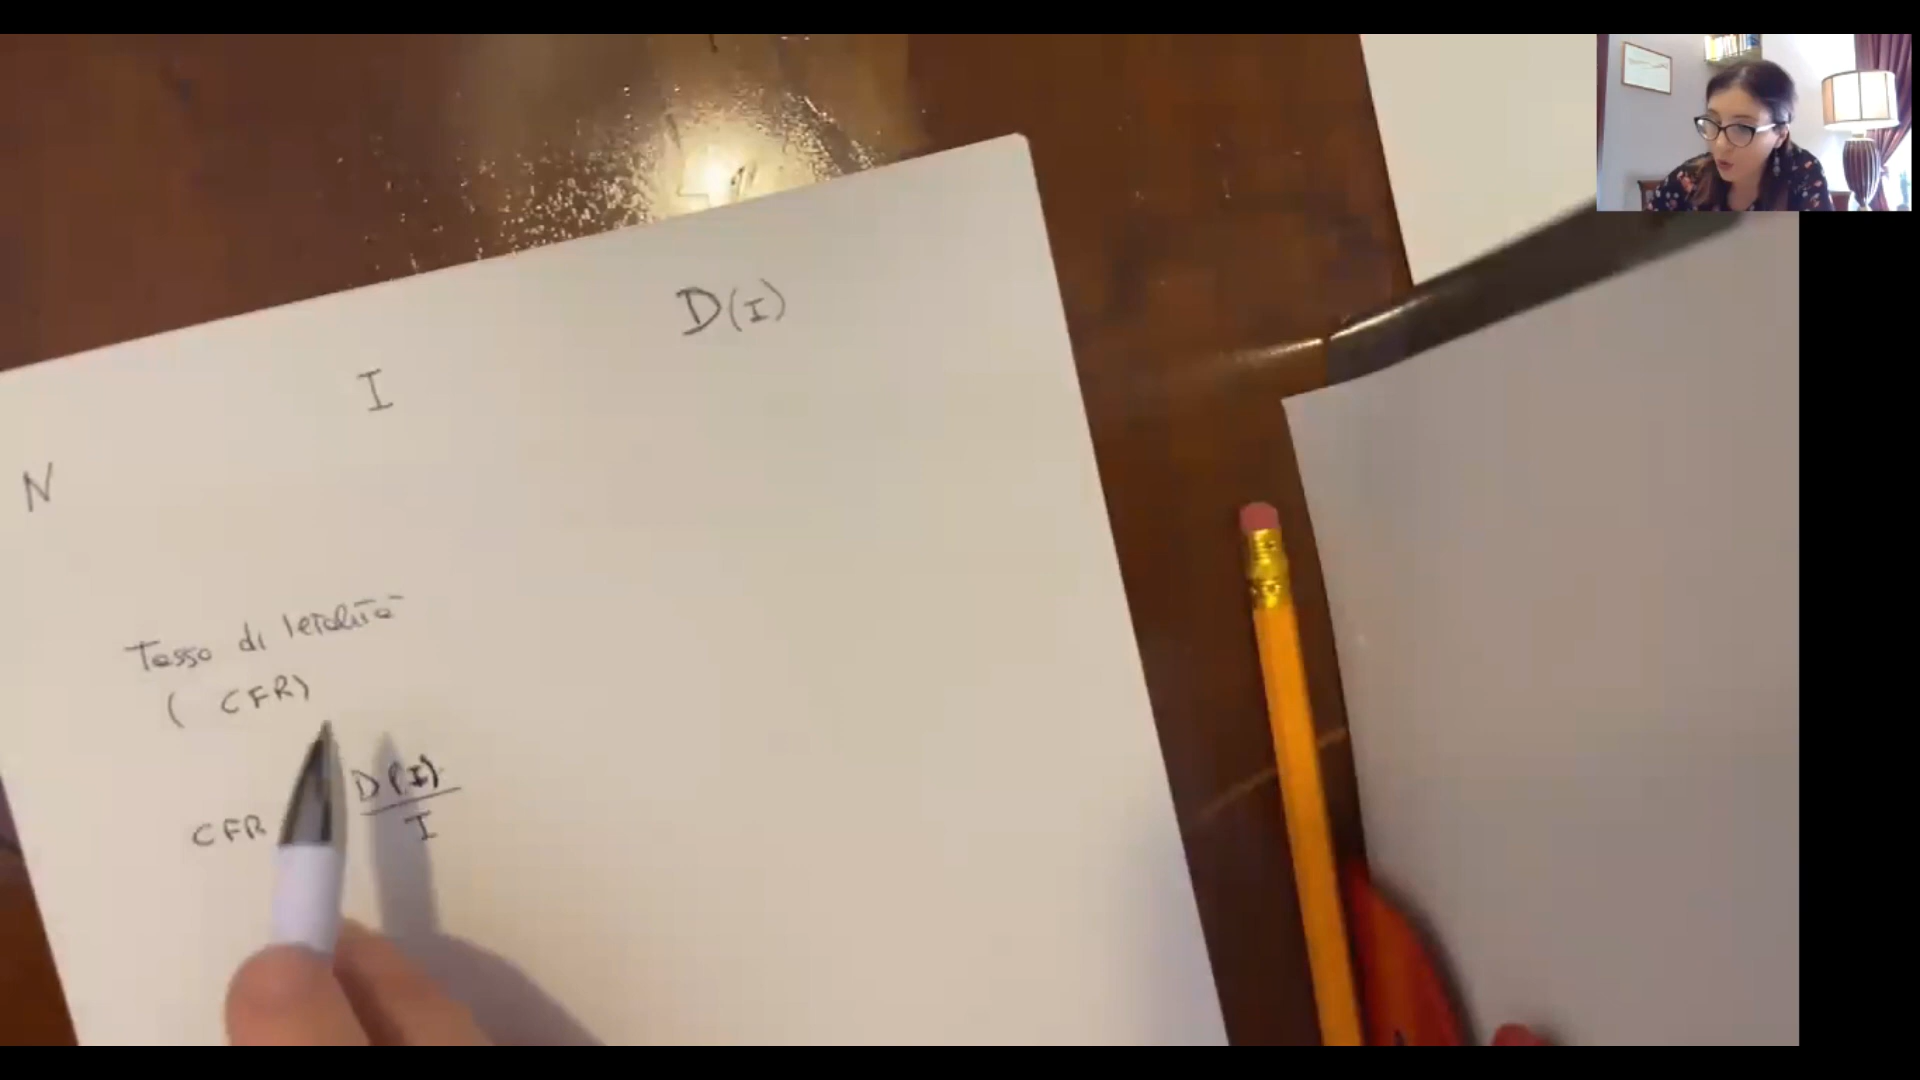 D(I)
I
N
Tasso di letalità
( CFR)
D(I)
CFR
I